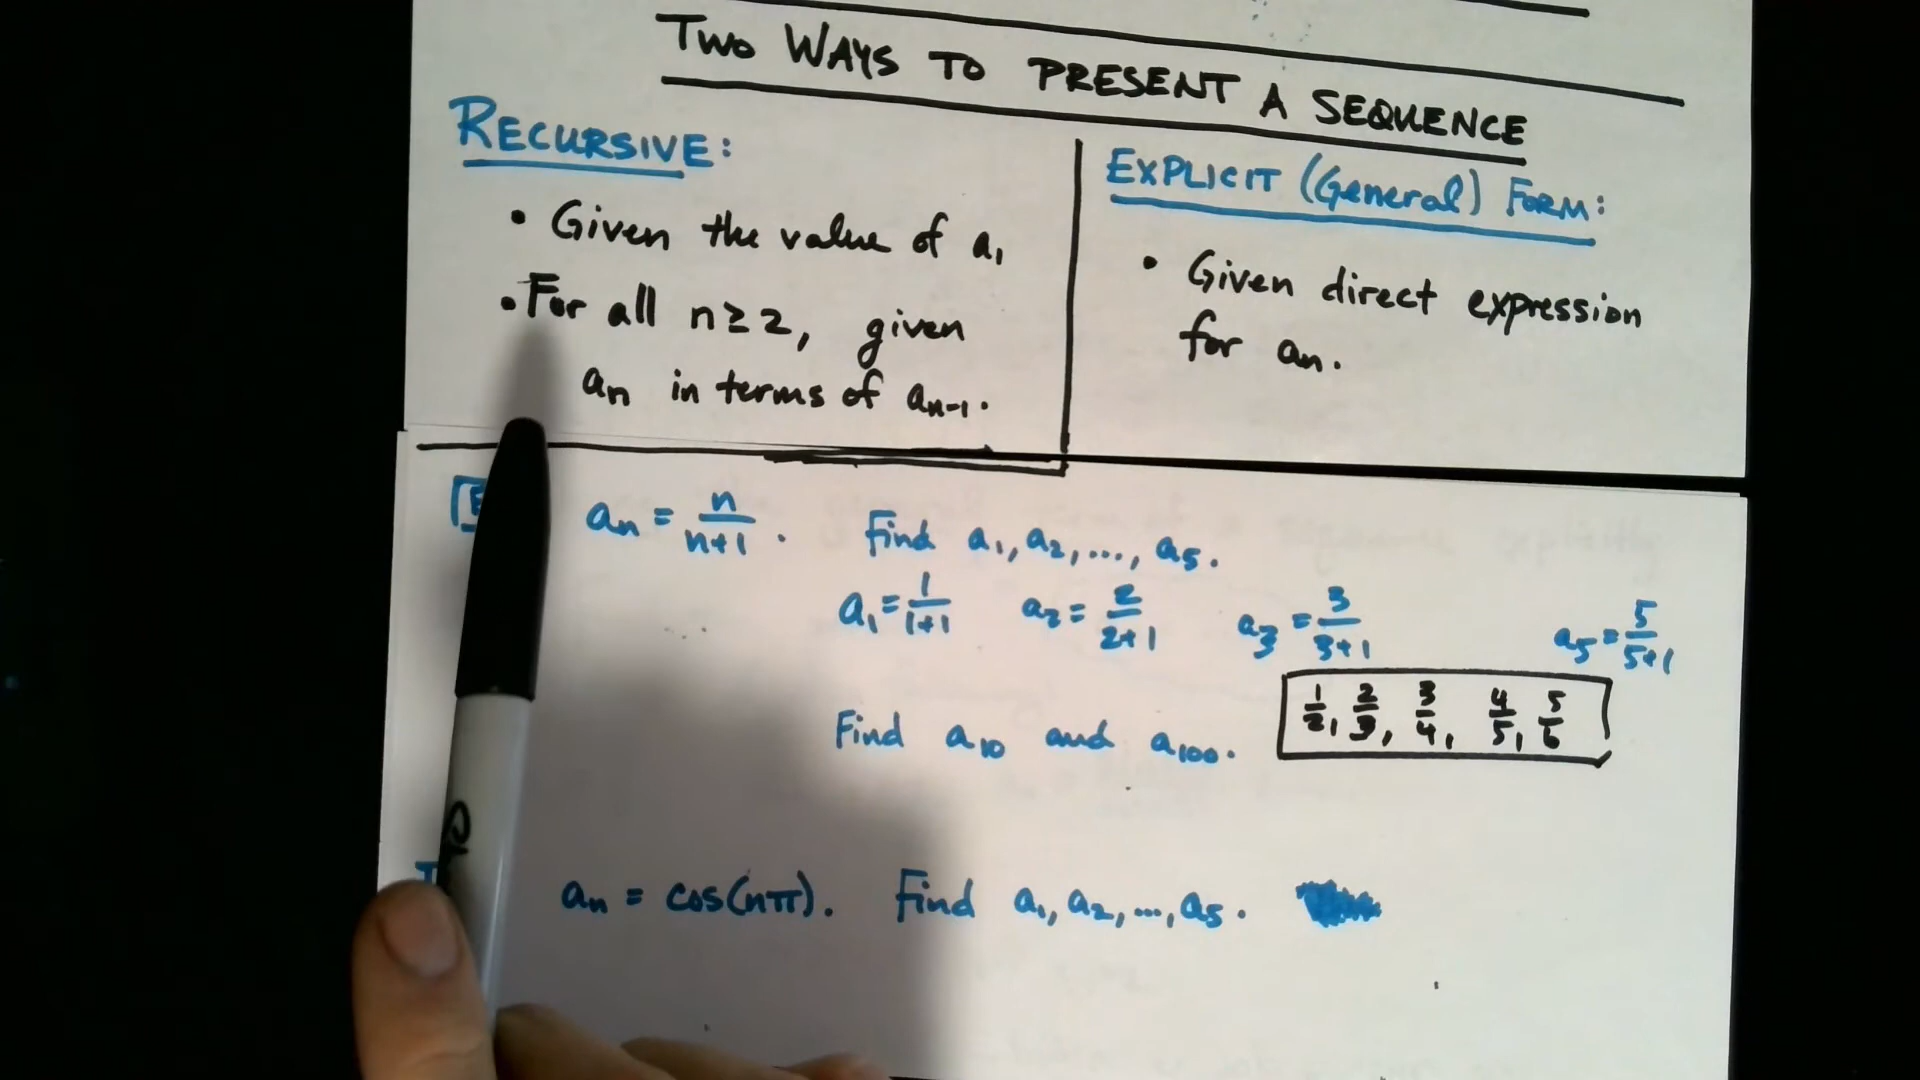 TWO WAYS TO PRESENT A SEQUENCE
RECURSIVE:
• Given the value of a₁
• For all n≥2, given
aₙ in terms of aₙ₋₁.
EXPLICIT (General) FORM:
• Given direct expression
for aₙ.
aₙ = n/(n+1). Find a₁, a₂, ..., a₅.
a₁ = 1/(1+1) a₂ = 2/(2+1) a₃ = 3/(3+1) a₅ = 5/(5+1)
1/2, 2/3, 3/4, 4/5, 5/6
Find a₁₀ and a₁₀₀.
aₙ = cos(nπ). Find a₁, a₂, ..., a₅.